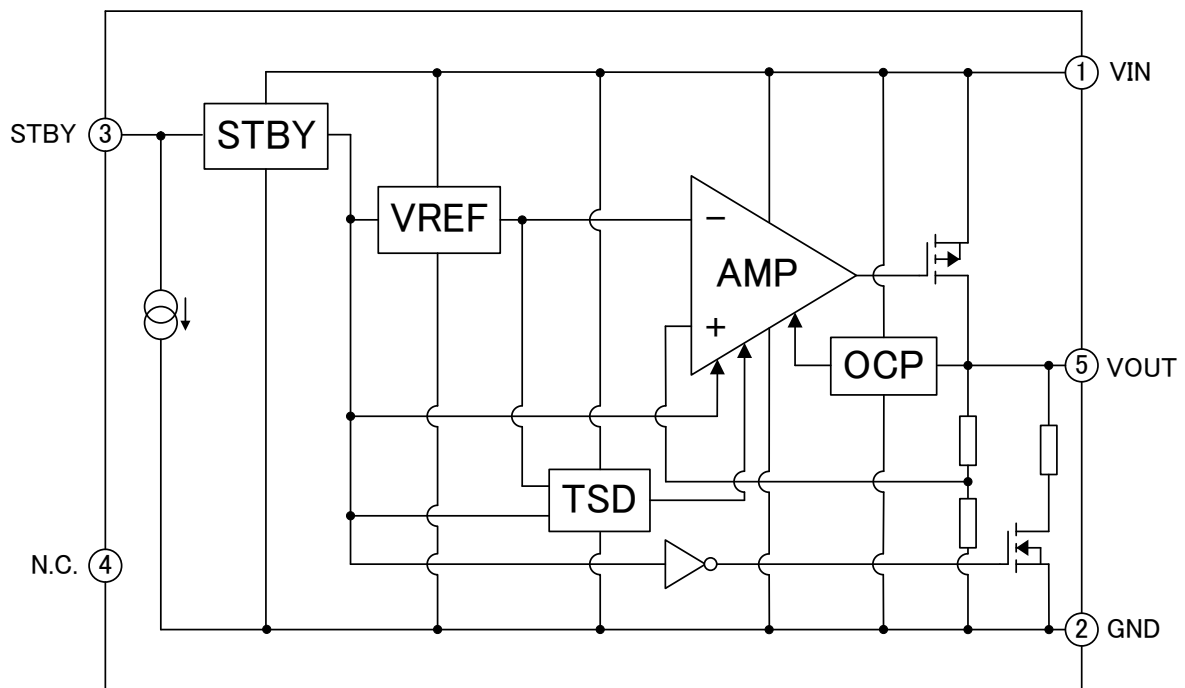 1 VIN
STBY 3
STBY
VREF
−
AMP
+
OCP
5 VOUT
TSD
N.C. 4
2 GND